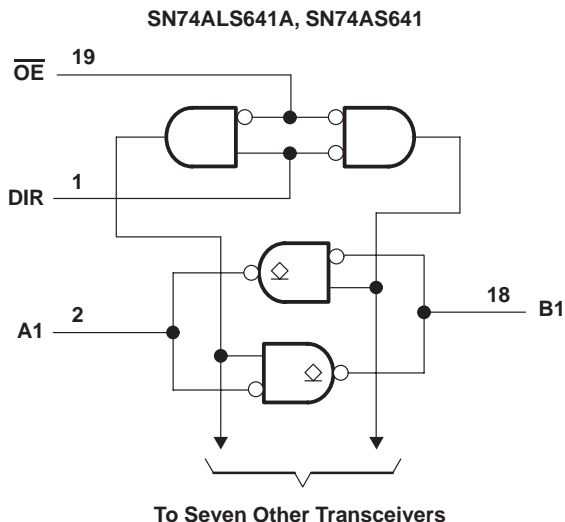 SN74ALS641A, SN74AS641
OE 19
DIR 1
A1 2
18 B1
To Seven Other Transceivers